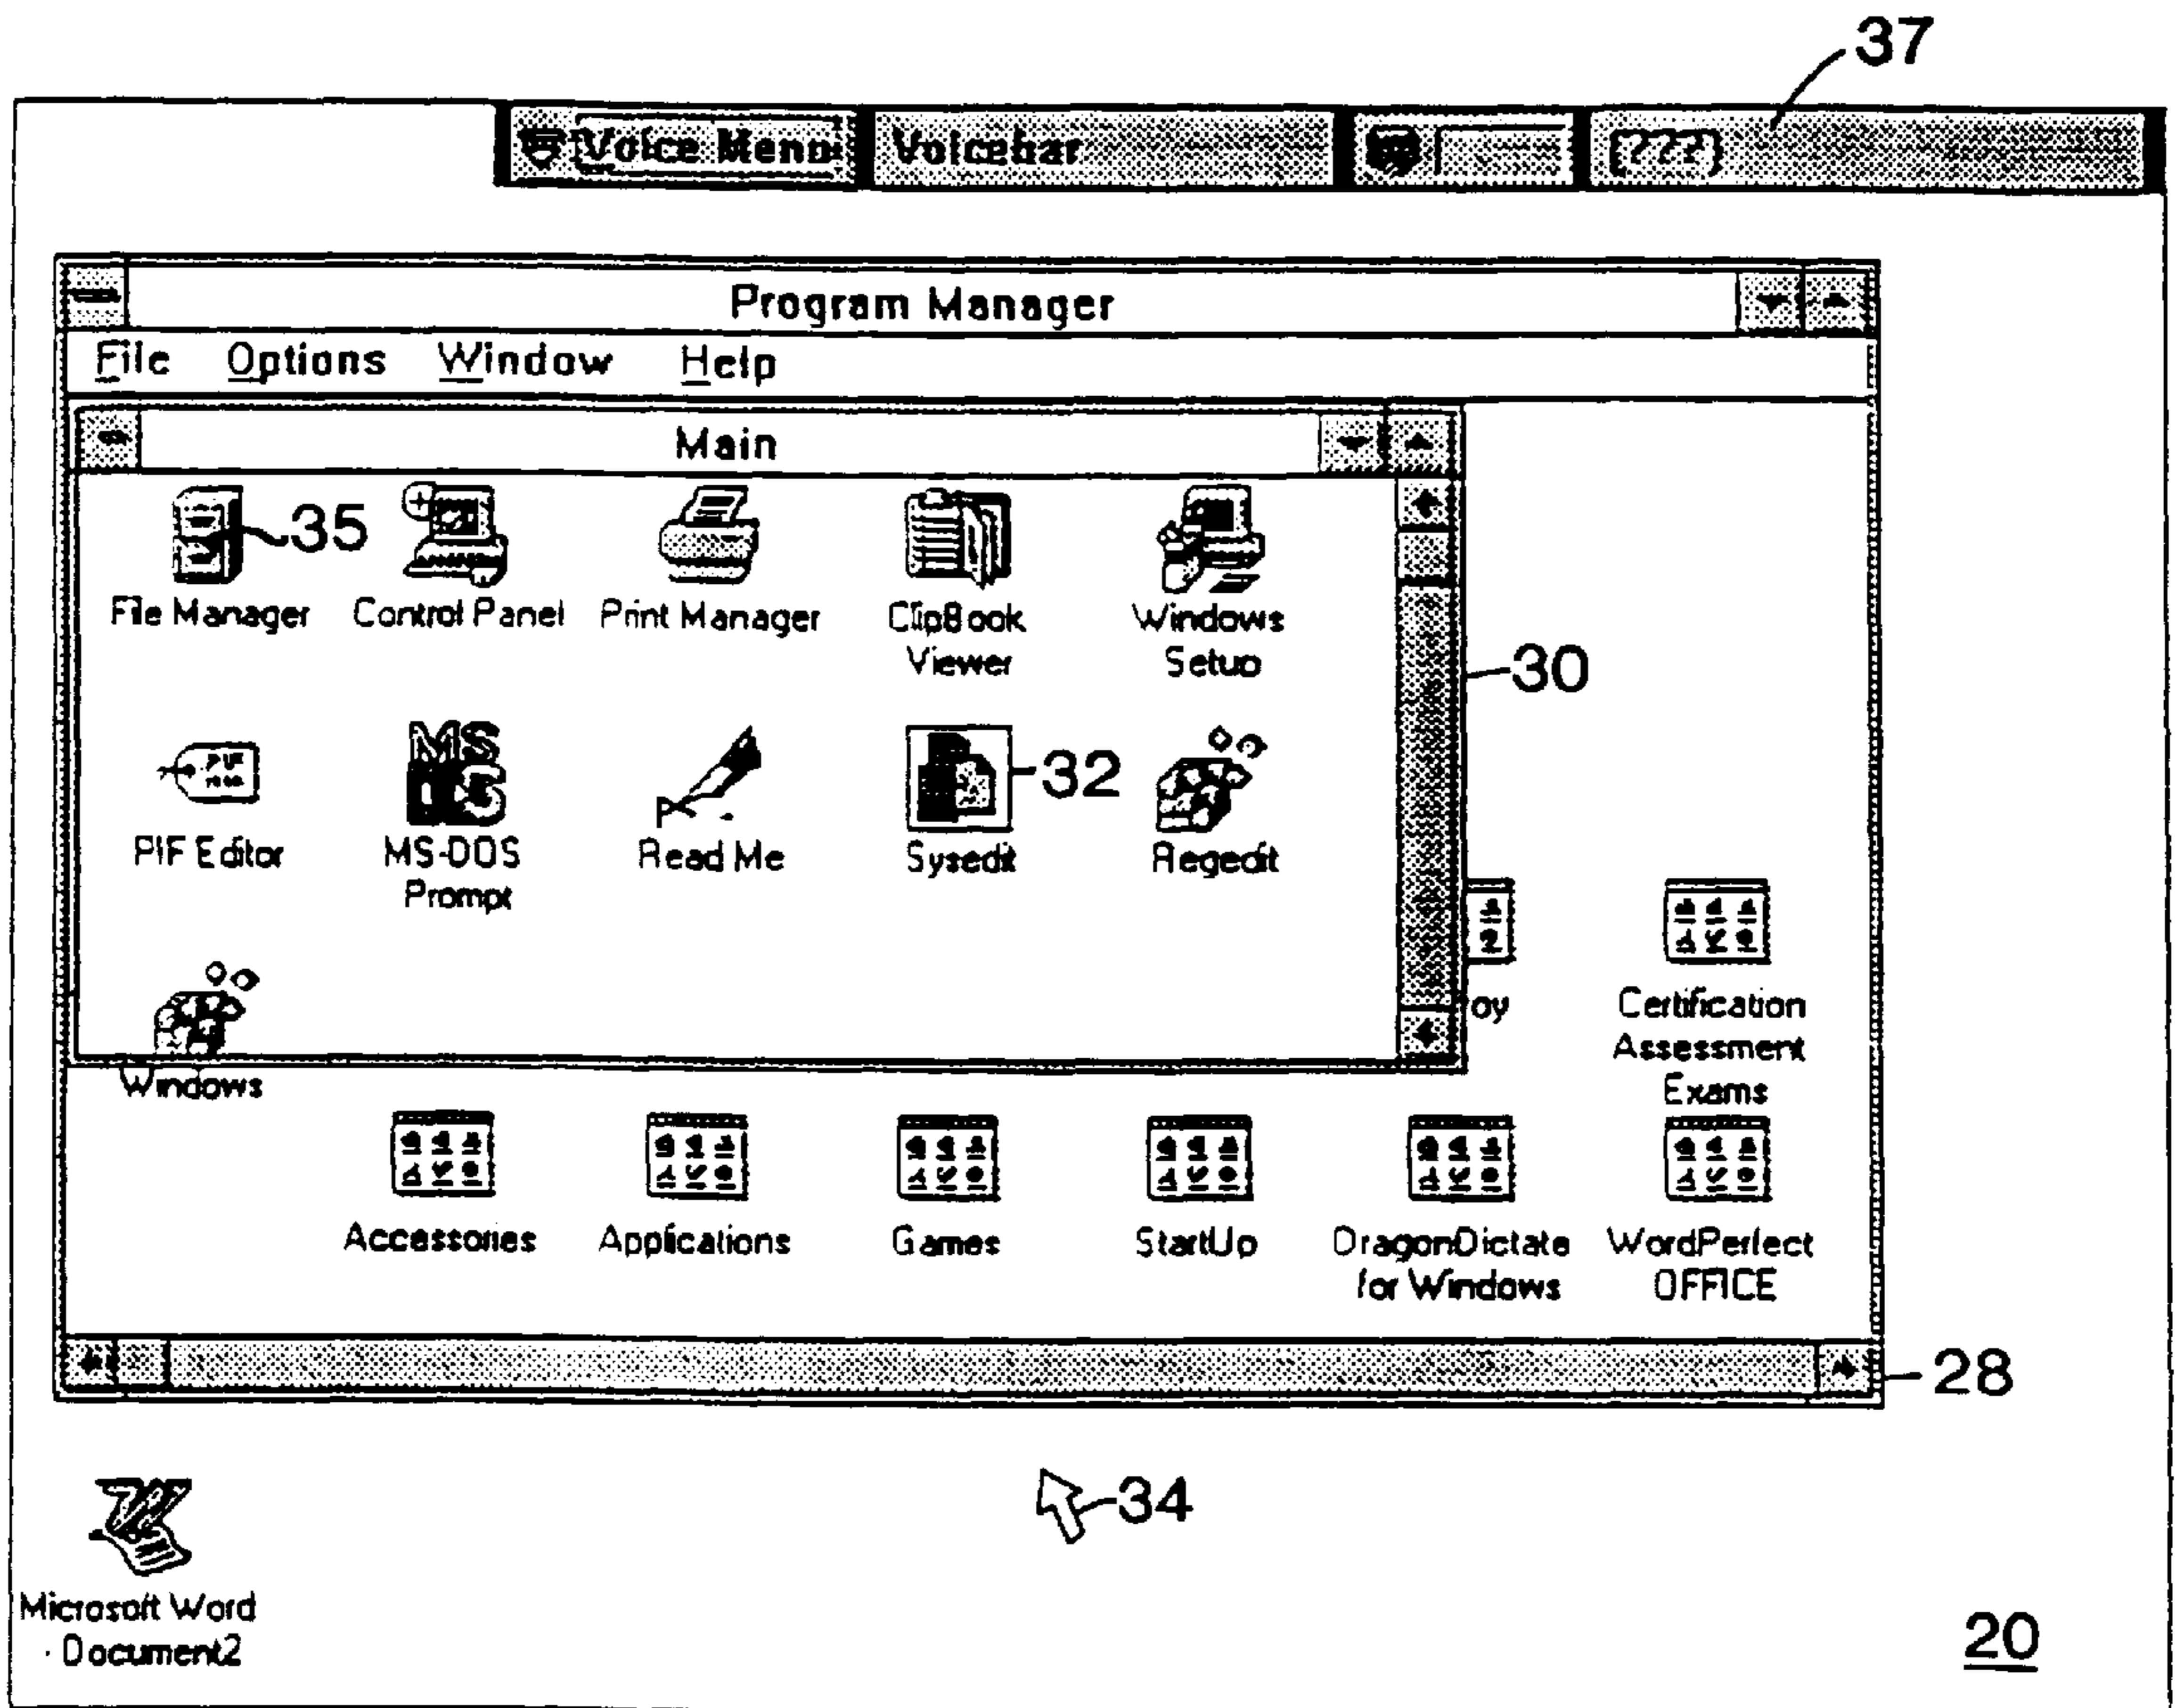 37
Voice Menu Voicebar [???]
Program Manager
File Options Window Help
Main
35
File Manager Control Panel Print Manager ClipBook Viewer Windows Setup
30
MS
32
PIF Editor MS-DOS Prompt Read Me Sysedit Regedit
oy Certification Assessment Exams
Windows
Accessories Applications Games StartUp DragonDictate for Windows WordPerfect OFFICE
28
34
Microsoft Word
Document2
20